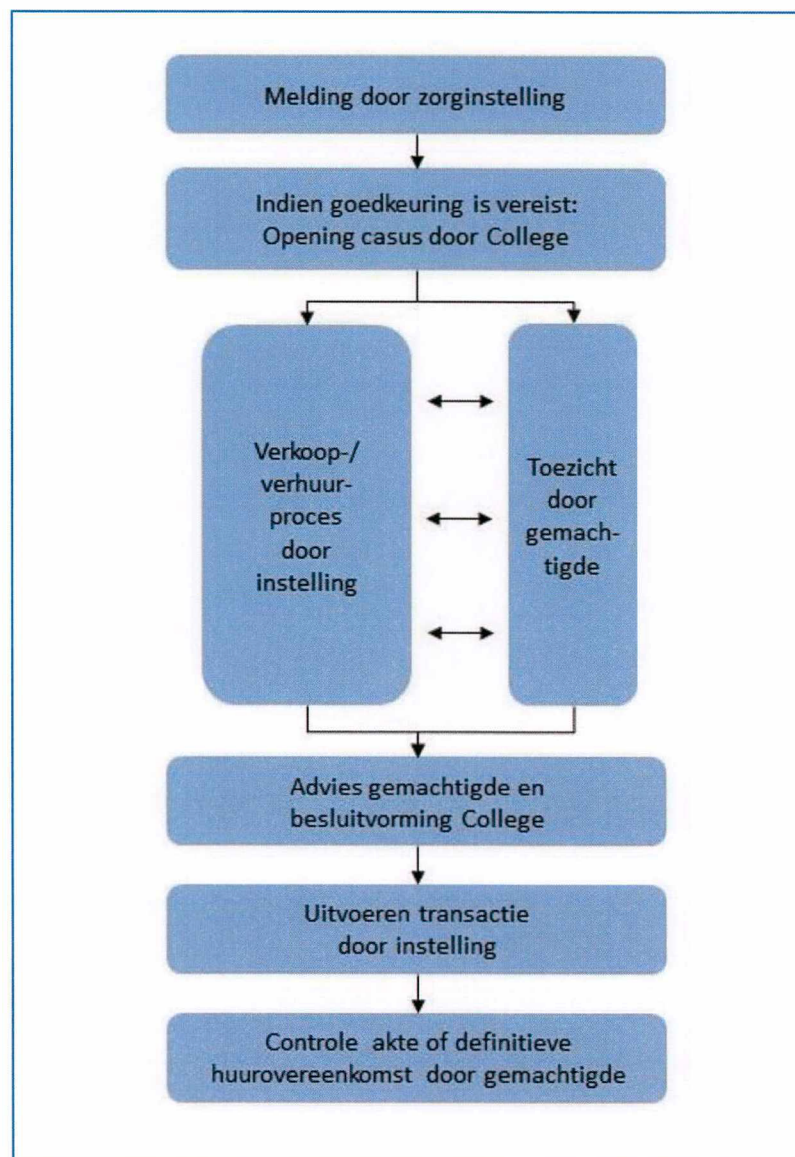 Melding door zorginstelling
Indien goedkeuring is vereist:
Opening casus door College
Verkoop-/
verhuur-
proces
door
instelling
Toezicht
door
gemach-
tigde
Advies gemachtigde en
besluitvorming College
Uitvoeren transactie
door instelling
Controle akte of definitieve
huurovereenkomst door gemachtigde